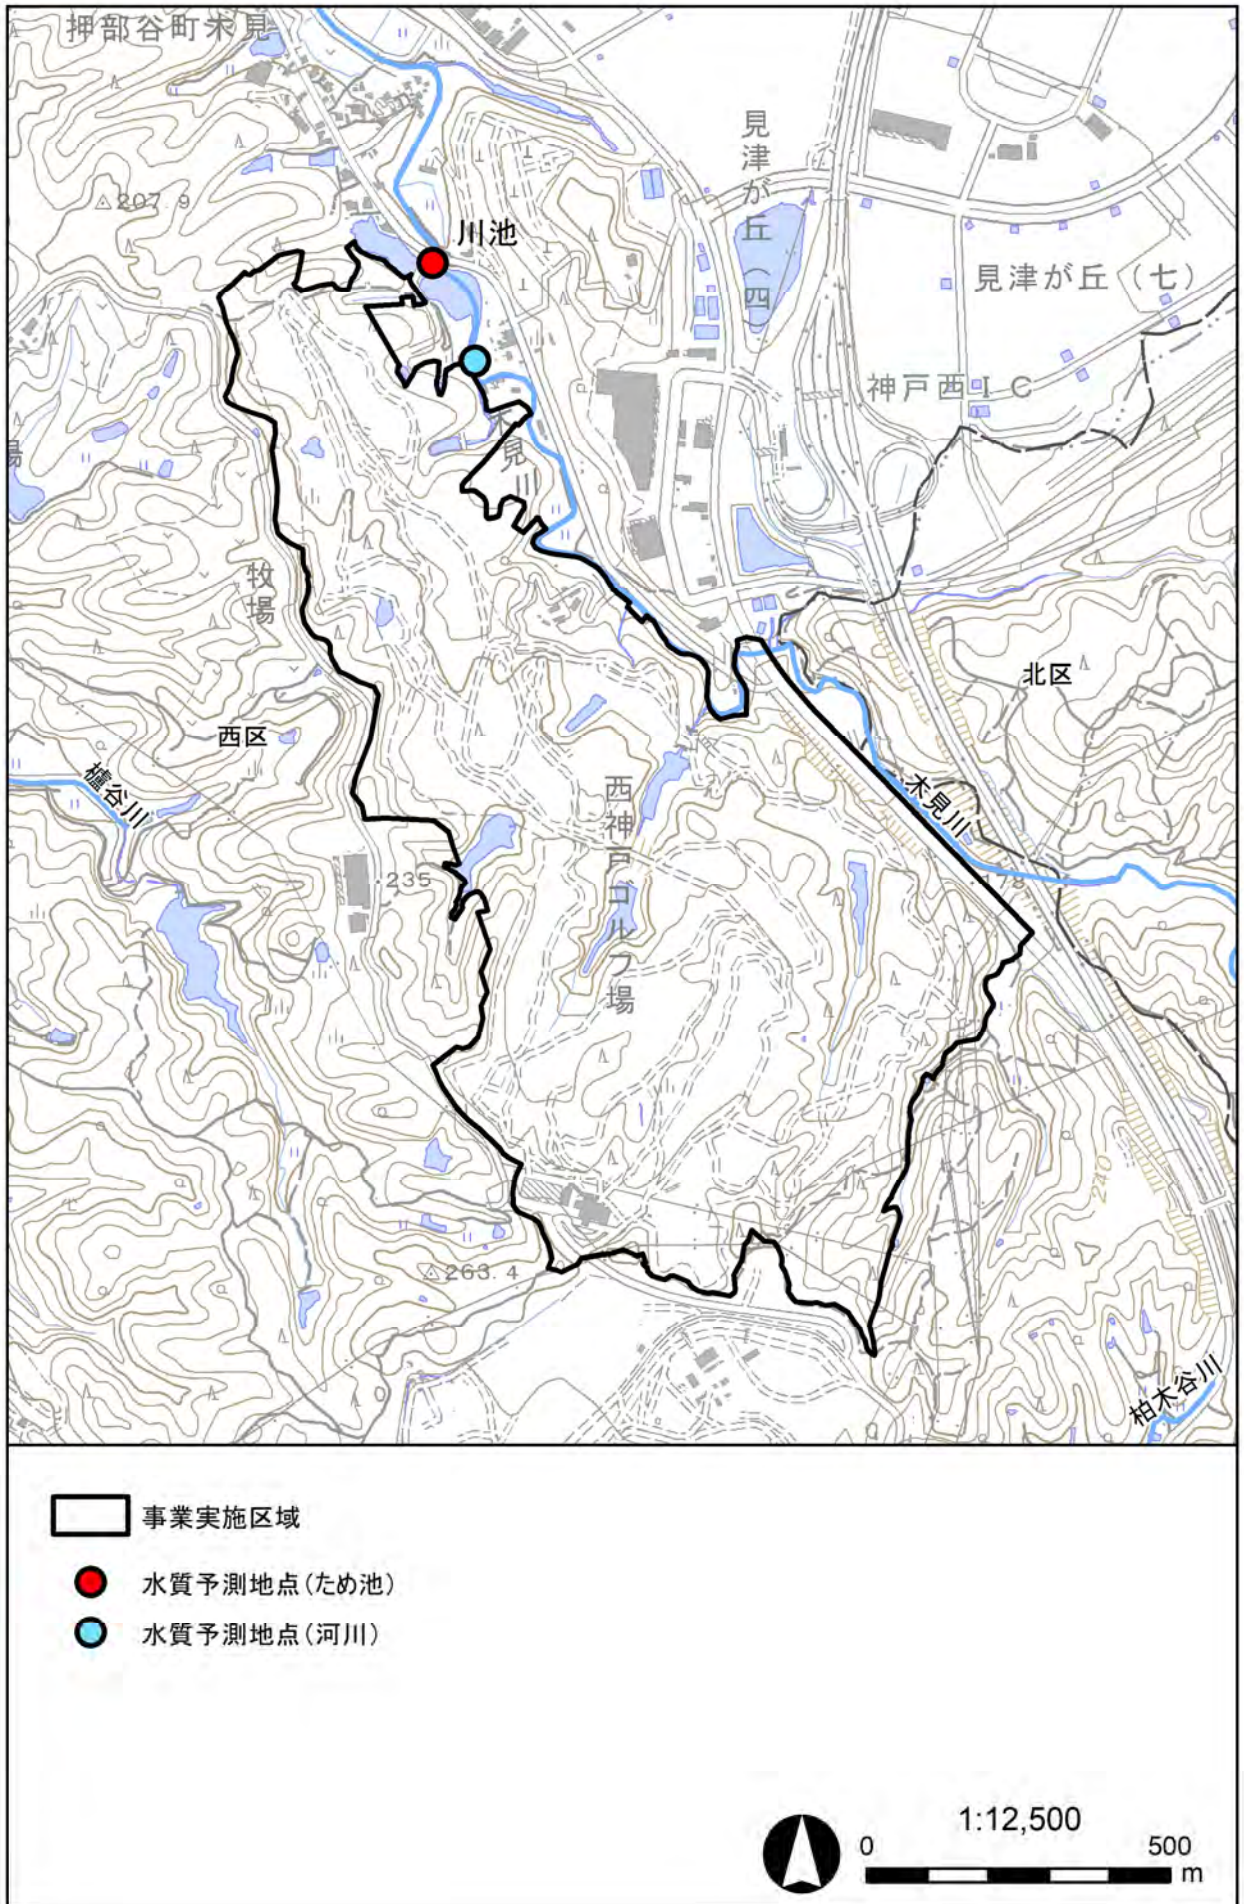 押部谷町木見
見津が丘（四）
207.9
川池
見津が丘（七）
神戸西ＩＣ
木見川
場
牧場
北区
西区
櫨谷川
西神戸ゴルフ場
木見川
235
178
240
263.4
柏木谷川
事業実施区域
水質予測地点（ため池）
水質予測地点（河川）
1:12,500
0 500
m